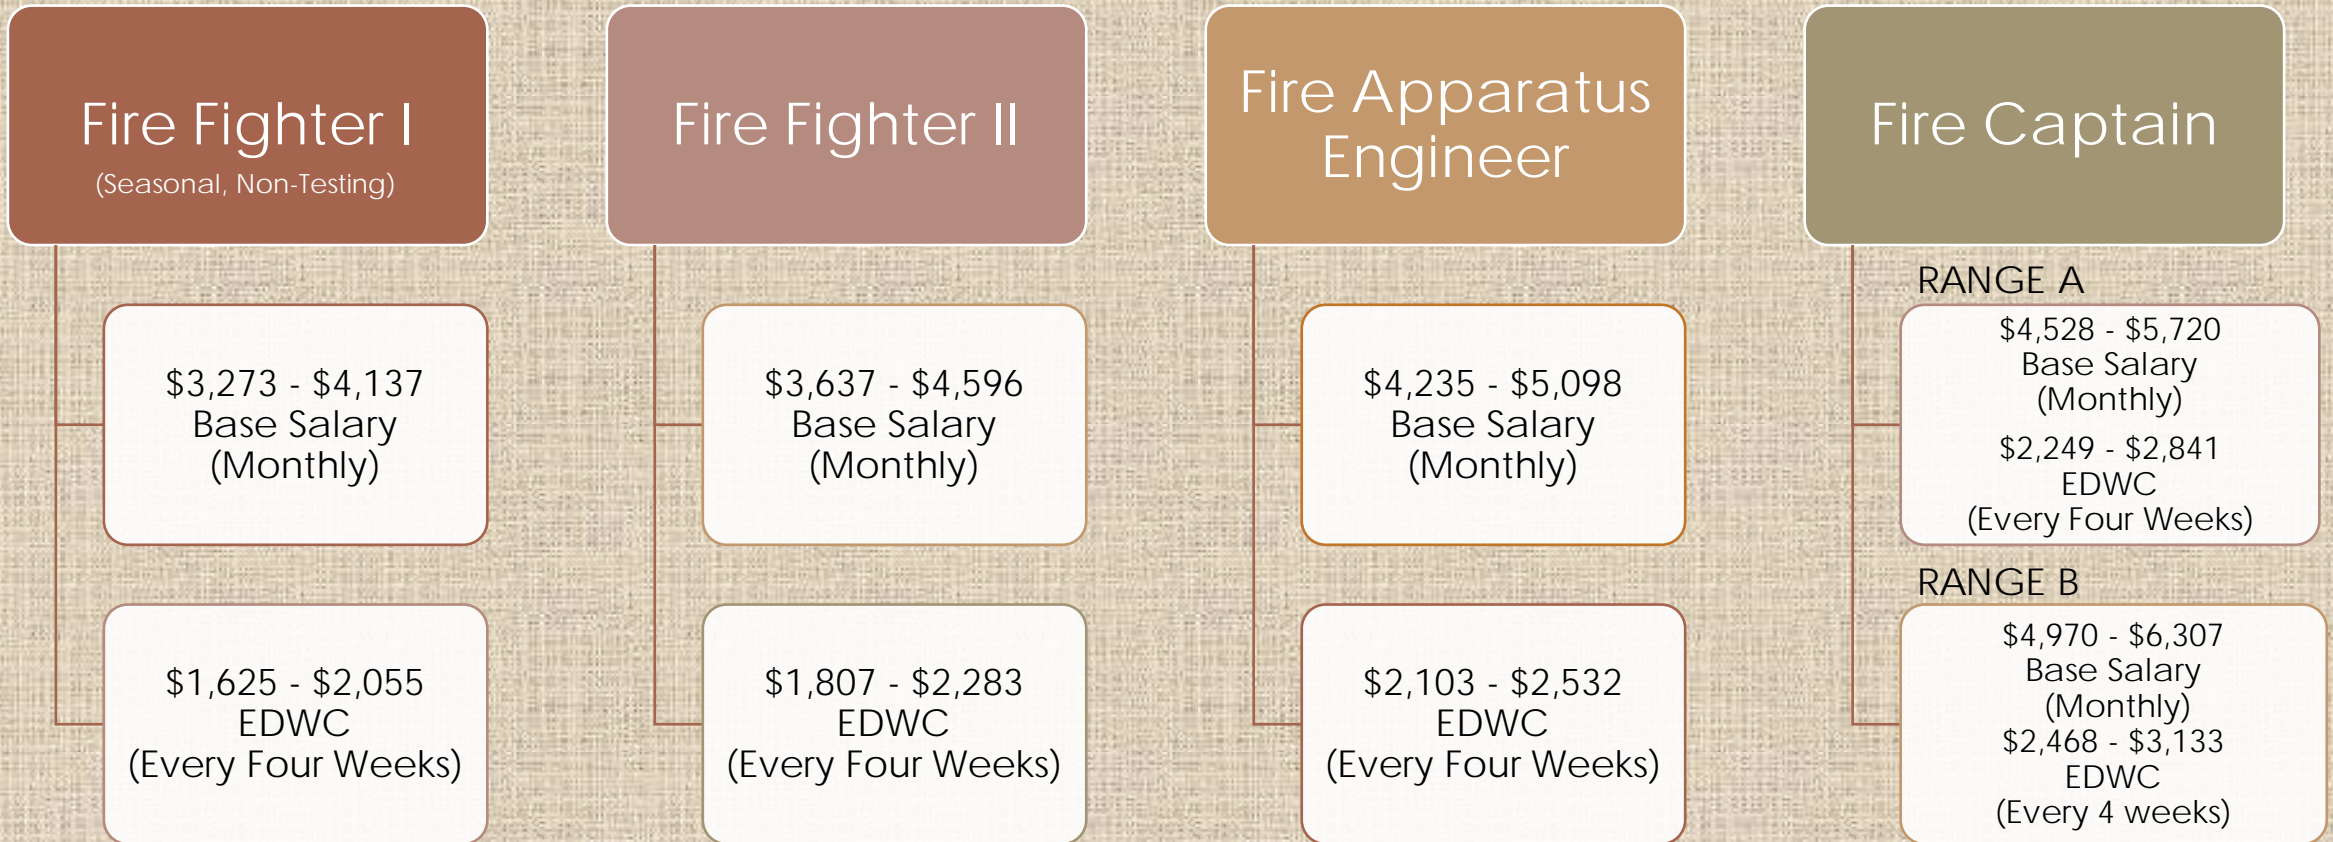 Fire Fighter I
(Seasonal, Non-Testing)
$3,273 - $4,137
Base Salary
(Monthly)
$1,625 - $2,055
EDWC
(Every Four Weeks)
Fire Fighter II
$3,637 - $4,596
Base Salary
(Monthly)
$1,807 - $2,283
EDWC
(Every Four Weeks)
Fire Apparatus
Engineer
$4,235 - $5,098
Base Salary
(Monthly)
$2,103 - $2,532
EDWC
(Every Four Weeks)
Fire Captain
RANGE A
$4,528 - $5,720
Base Salary
(Monthly)
$2,249 - $2,841
EDWC
(Every Four Weeks)
RANGE B
$4,970 - $6,307
Base Salary
(Monthly)
$2,468 - $3,133
EDWC
(Every 4 weeks)